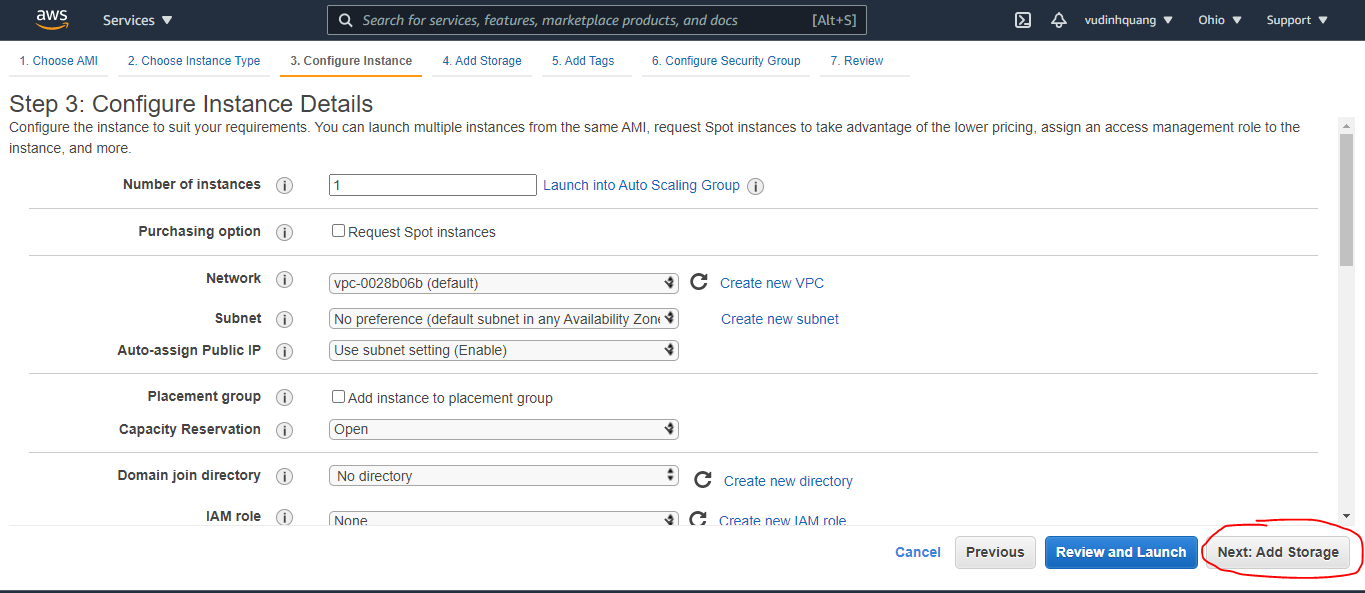 aws Services Search for services, features, marketplace products, and docs [Alt+S] vudinhquang Ohio Support
1. Choose AMI 2. Choose Instance Type 3. Configure Instance 4. Add Storage 5. Add Tags 6. Configure Security Group 7. Review
Step 3: Configure Instance Details
Configure the instance to suit your requirements. You can launch multiple instances from the same AMI, request Spot instances to take advantage of the lower pricing, assign an access management role to the
instance, and more.
Number of instances i 1 Launch into Auto Scaling Group i
Purchasing option i Request Spot instances
Network i vpc-0028b06b (default) Create new VPC
Subnet i No preference (default subnet in any Availability Zone Create new subnet
Auto-assign Public IP i Use subnet setting (Enable)
Placement group i Add instance to placement group
Capacity Reservation i Open
Domain join directory i No directory Create new directory
IAM role i None Create new IAM role
Cancel Previous Review and Launch Next: Add Storage